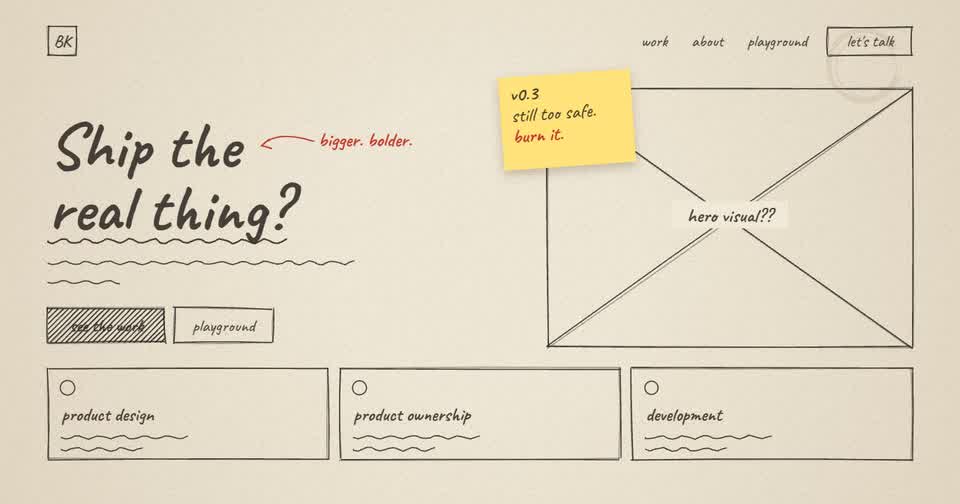 BK
work
about
playground
let's talk
v0.3
still too safe.
burn it.
Ship the
real thing?
bigger. bolder.
hero visual??
see the work
playground
product design
product ownership
development